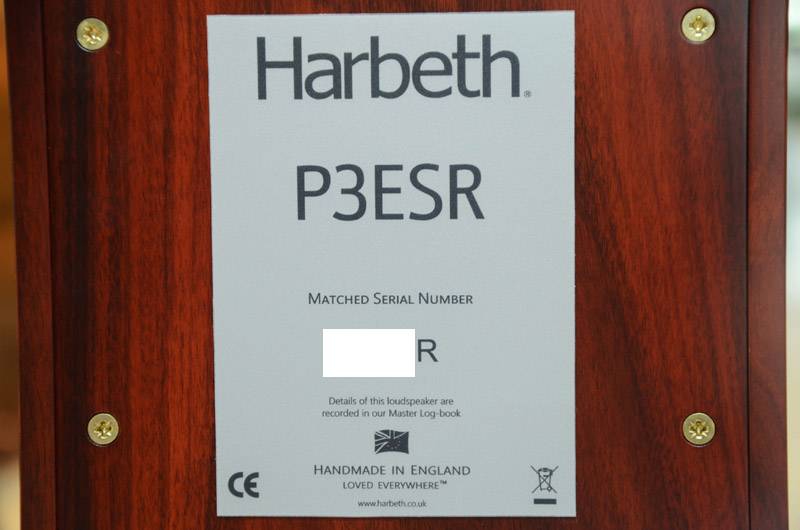 Harbeth®
P3ESR
MATCHED SERIAL NUMBER
R
Details of this loudspeaker are
recorded in our Master Log-book
HANDMADE IN ENGLAND
LOVED EVERYWHERE™
CE
www.harbeth.co.uk